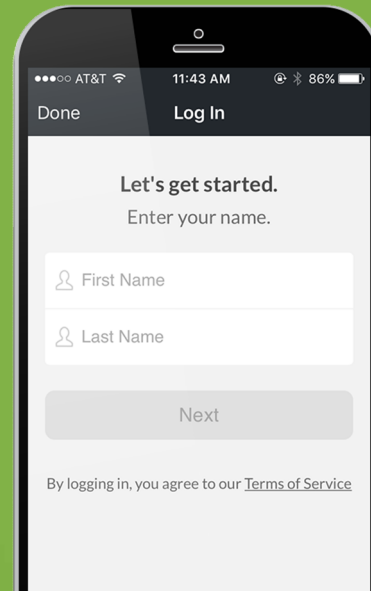 AT&T 11:43 AM 86%
Done Log In
Let's get started.
Enter your name.
First Name
Last Name
Next
By logging in, you agree to our Terms of Service